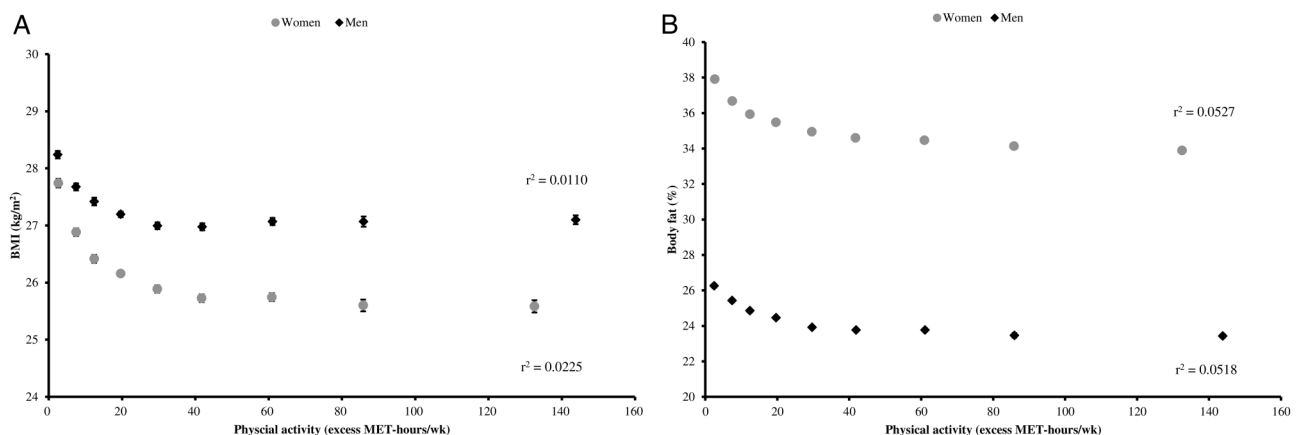 A
Women Men
30
29
28
27
26
25
24
BMI (kg/m²)
r² = 0.0110
r² = 0.0225
0 20 40 60 80 100 120 140 160
Physcial activity (excess MET-hours/wk)
B
Women Men
40
38
36
34
32
30
28
26
24
22
20
Body fat (%)
r² = 0.0527
r² = 0.0518
0 20 40 60 80 100 120 140 160
Physical activity (excess MET-hours/wk)